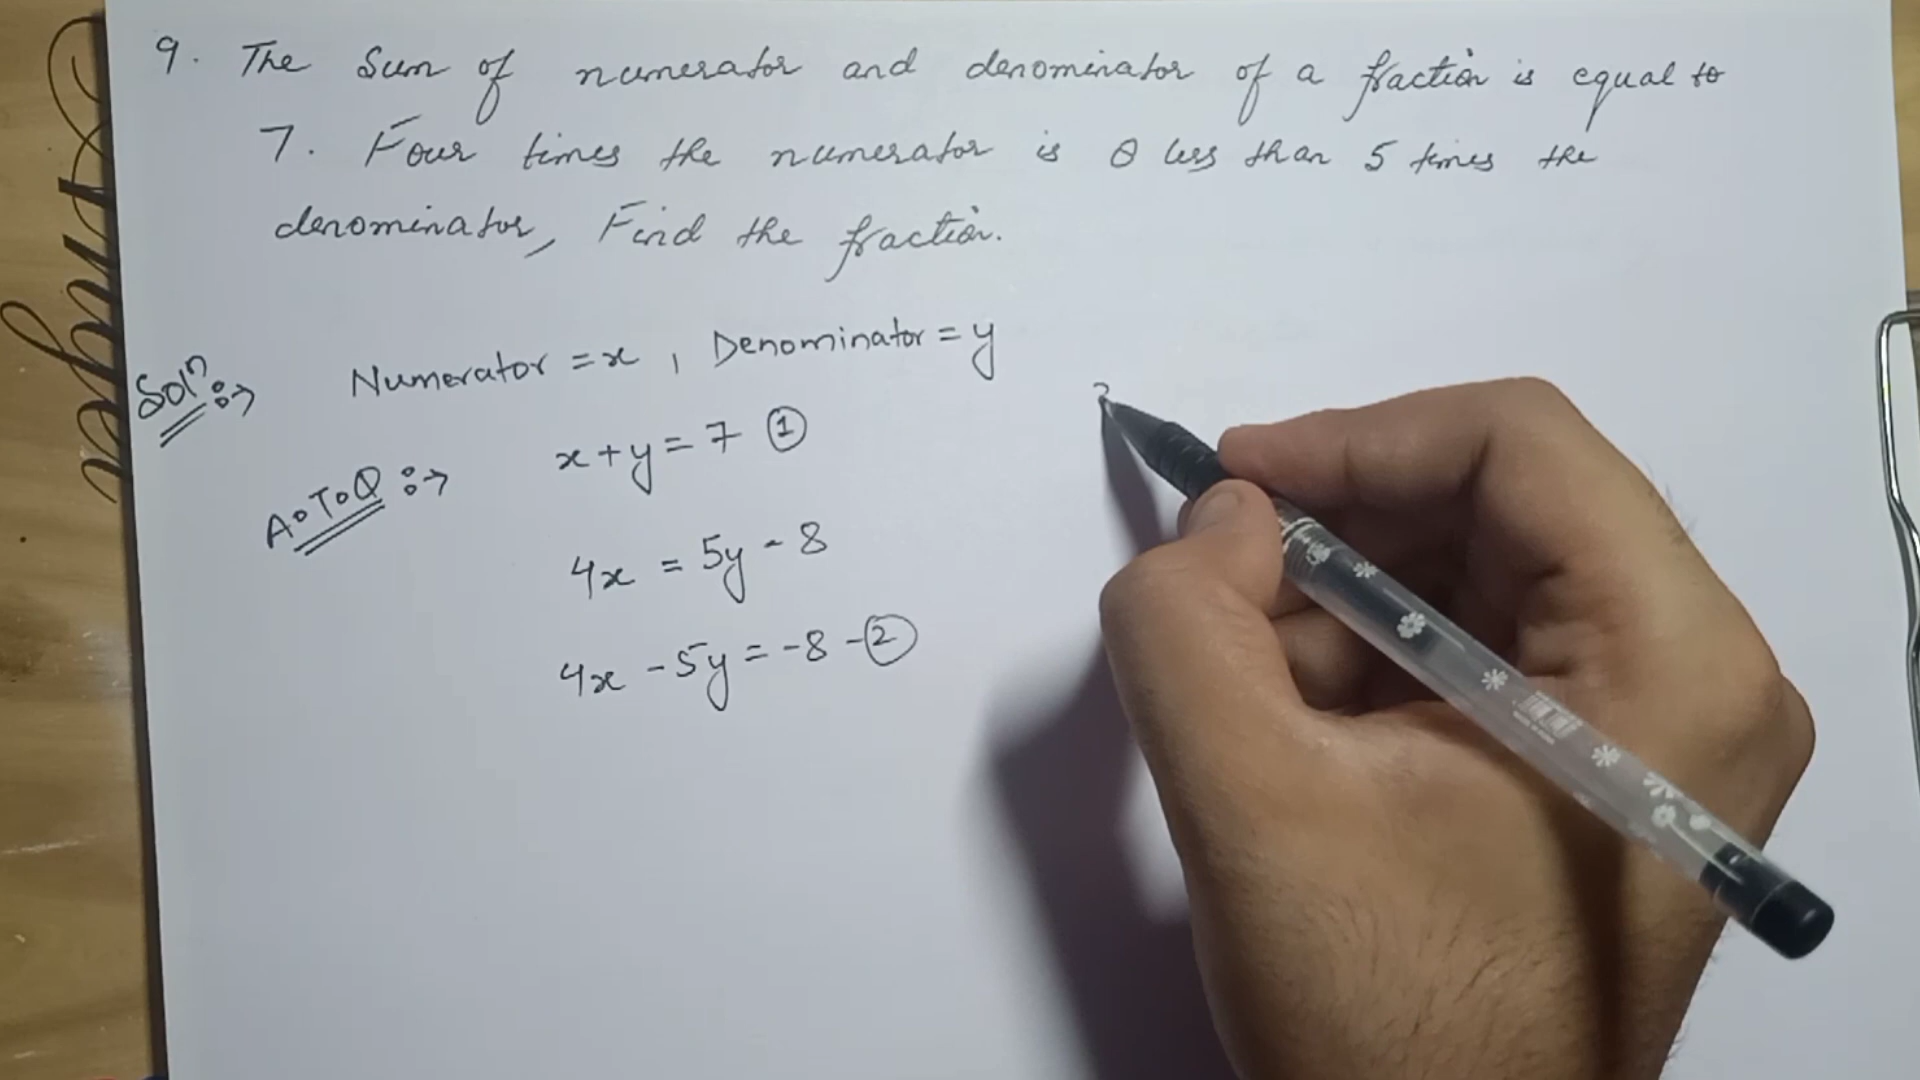 9. The Sum of numerator and denominator of a fraction is equal to
7. Four times the numerator is 8 less than 5 times the
denominator, Find the fraction.
Solⁿ :→ Numerator = x , Denominator = y
A∘T∘Q :→ x + y = 7 ①
4x = 5y - 8
4x - 5y = -8 - ②